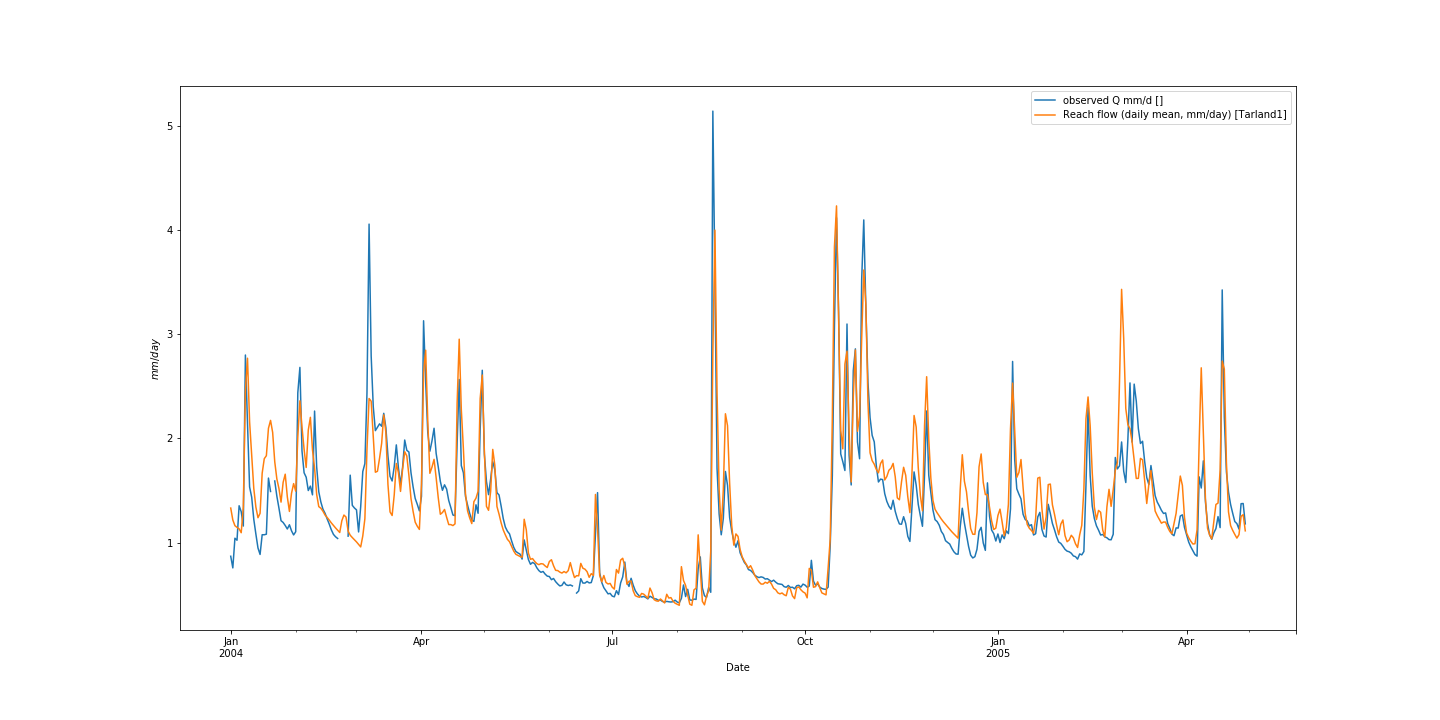 observed Q mm/d []
Reach flow (daily mean, mm/day) [Tarland1]
5
4
3
2
1
mm/day
Jan
2004
Apr
Jul
Oct
Jan
2005
Apr
Date